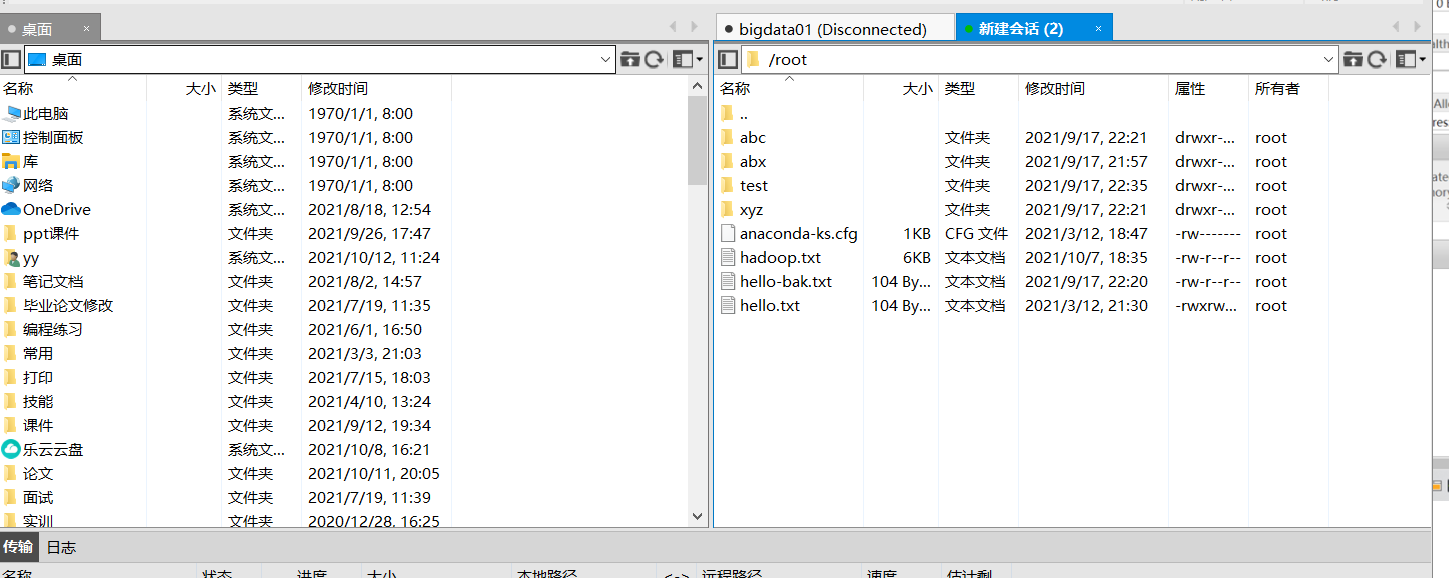 桌面 ×
桌面
名称 大小 类型 修改时间
此电脑 系统文... 1970/1/1, 8:00
控制面板 系统文... 1970/1/1, 8:00
库 系统文... 1970/1/1, 8:00
网络 系统文... 1970/1/1, 8:00
OneDrive 系统文... 2021/8/18, 12:54
ppt课件 文件夹 2021/9/26, 17:47
yy 系统文... 2021/10/12, 11:24
笔记文档 文件夹 2021/8/2, 14:57
毕业论文修改 文件夹 2021/7/19, 11:35
编程练习 文件夹 2021/6/1, 16:50
常用 文件夹 2021/3/3, 21:03
打印 文件夹 2021/7/15, 18:03
技能 文件夹 2021/4/10, 13:24
课件 文件夹 2021/9/12, 19:34
乐云云盘 系统文... 2021/10/8, 16:21
论文 文件夹 2021/10/11, 20:05
面试 文件夹 2021/7/19, 11:39
实训 文件夹 2020/12/28, 16:25
bigdata01 (Disconnected) 新建会话 (2) ×
/root
名称 大小 类型 修改时间 属性 所有者
..
abc 文件夹 2021/9/17, 22:21 drwxr-... root
abx 文件夹 2021/9/17, 21:57 drwxr-... root
test 文件夹 2021/9/17, 22:35 drwxr-... root
xyz 文件夹 2021/9/17, 22:21 drwxr-... root
anaconda-ks.cfg 1KB CFG 文件 2021/3/12, 18:47 -rw------- root
hadoop.txt 6KB 文本文档 2021/10/7, 18:35 -rw-r--r-- root
hello-bak.txt 104 By... 文本文档 2021/9/17, 22:20 -rw-r--r-- root
hello.txt 104 By... 文本文档 2021/3/12, 21:30 -rwxrw... root
传输 日志
名称 状态 进度 大小 本地路径 <-> 远程路径 速度 估计剩